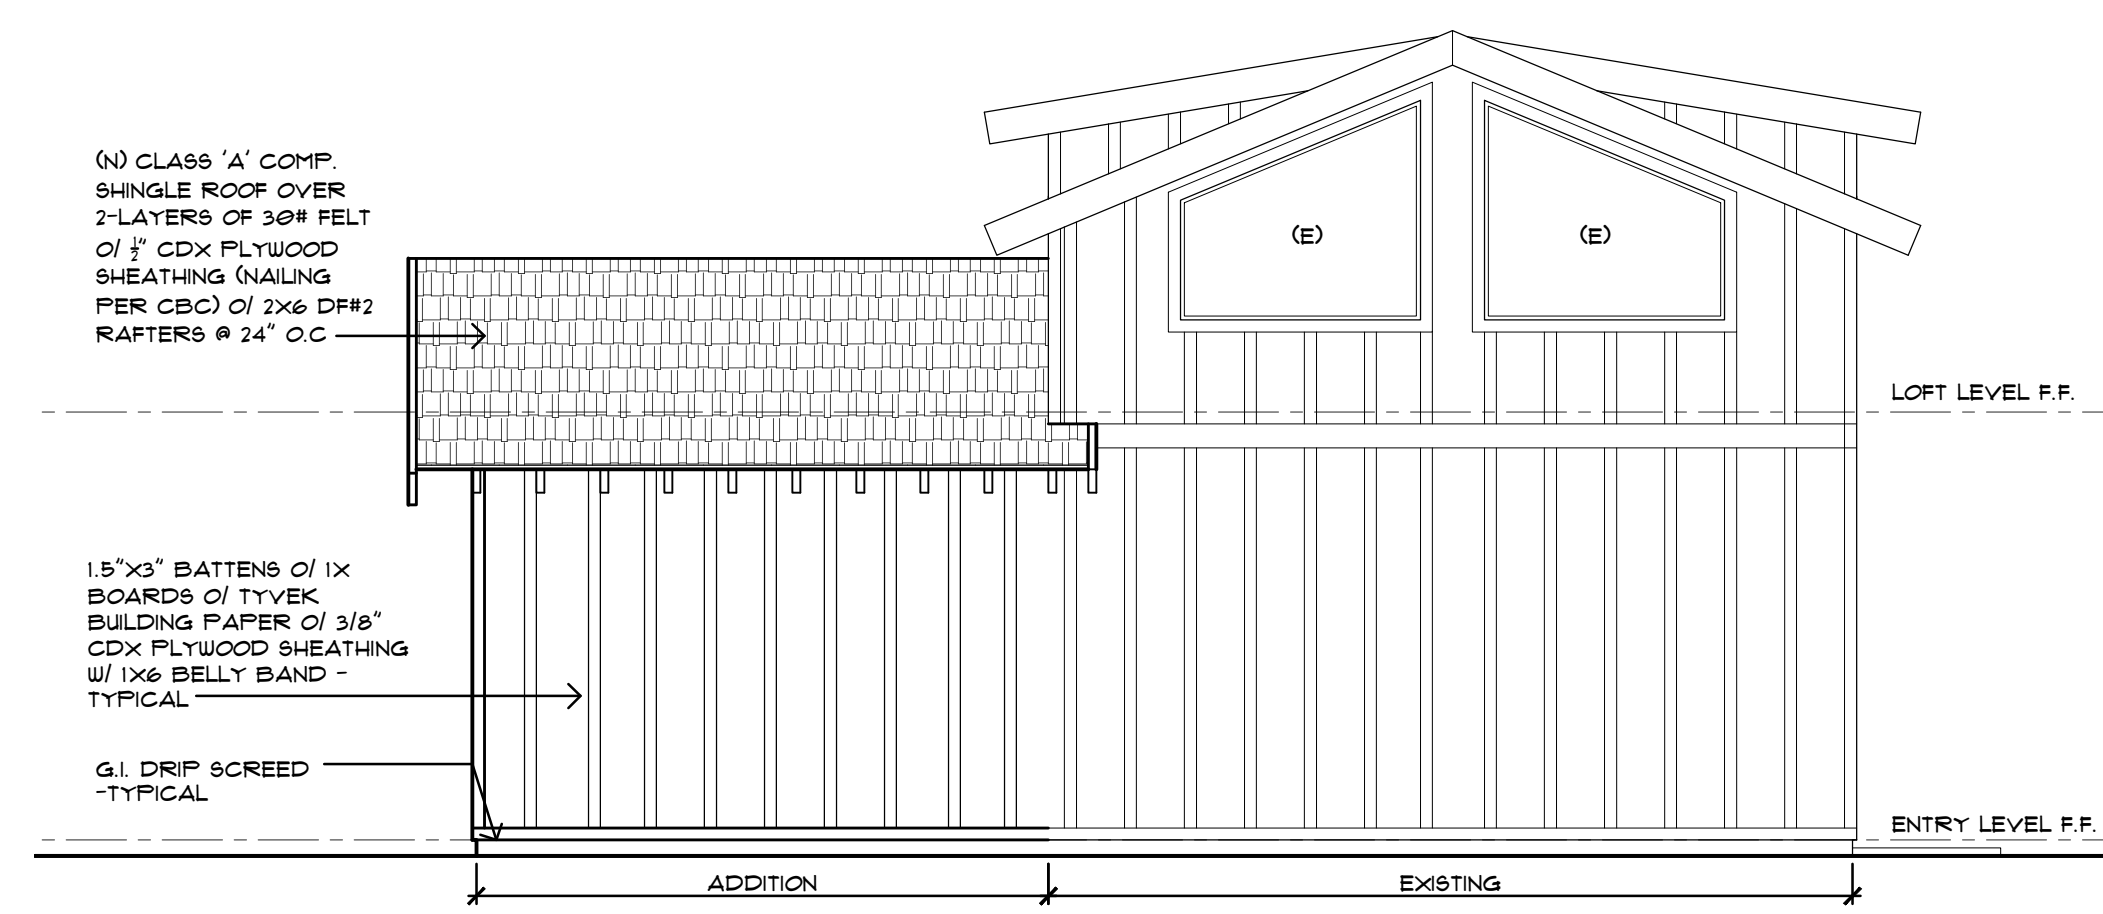 (N) CLASS 'A' COMP.
SHINGLE ROOF OVER
2-LAYERS OF 30# FELT
O/ ½" CDX PLYWOOD
SHEATHING (NAILING
PER CBC) O/ 2X6 DF#2
RAFTERS @ 24" O.C
(E)
(E)
LOFT LEVEL F.F.
1.5"X3" BATTENS O/ 1X
BOARDS O/ TYVEK
BUILDING PAPER O/ 3/8"
CDX PLYWOOD SHEATHING
W/ 1X6 BELLY BAND -
TYPICAL
G.I. DRIP SCREED
-TYPICAL
ENTRY LEVEL F.F.
ADDITION
EXISTING